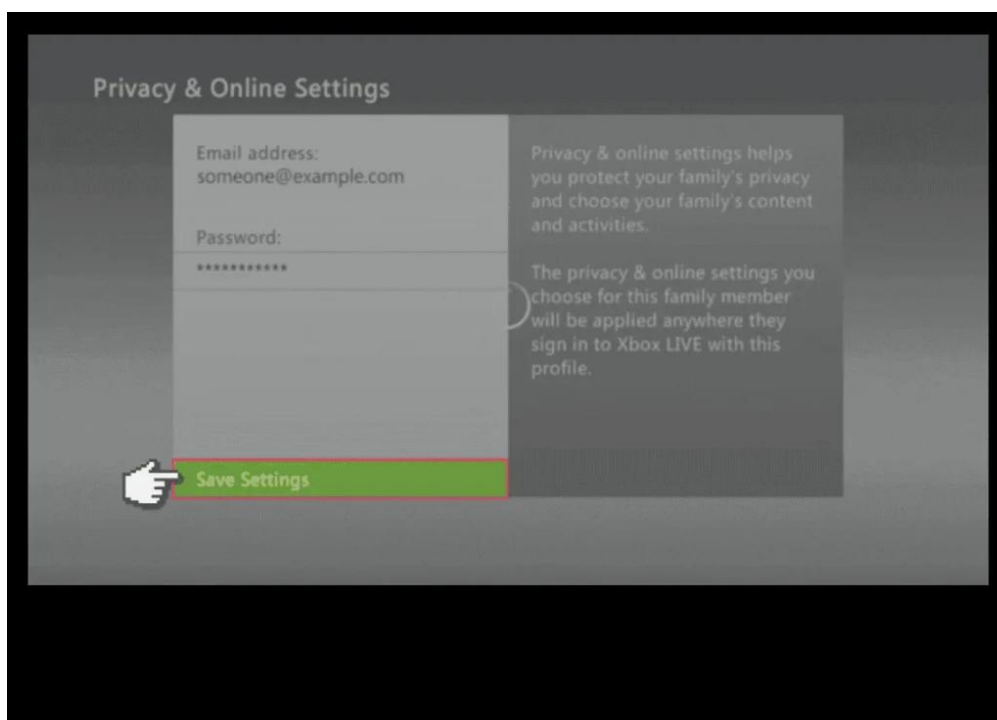 Privacy & Online Settings
Email address:
someone@example.com
Password:
***********
Save Settings
Privacy & online settings helps
you protect your family's privacy
and choose your family's content
and activities.
The privacy & online settings you
choose for this family member
will be applied anywhere they
sign in to Xbox LIVE with this
profile.